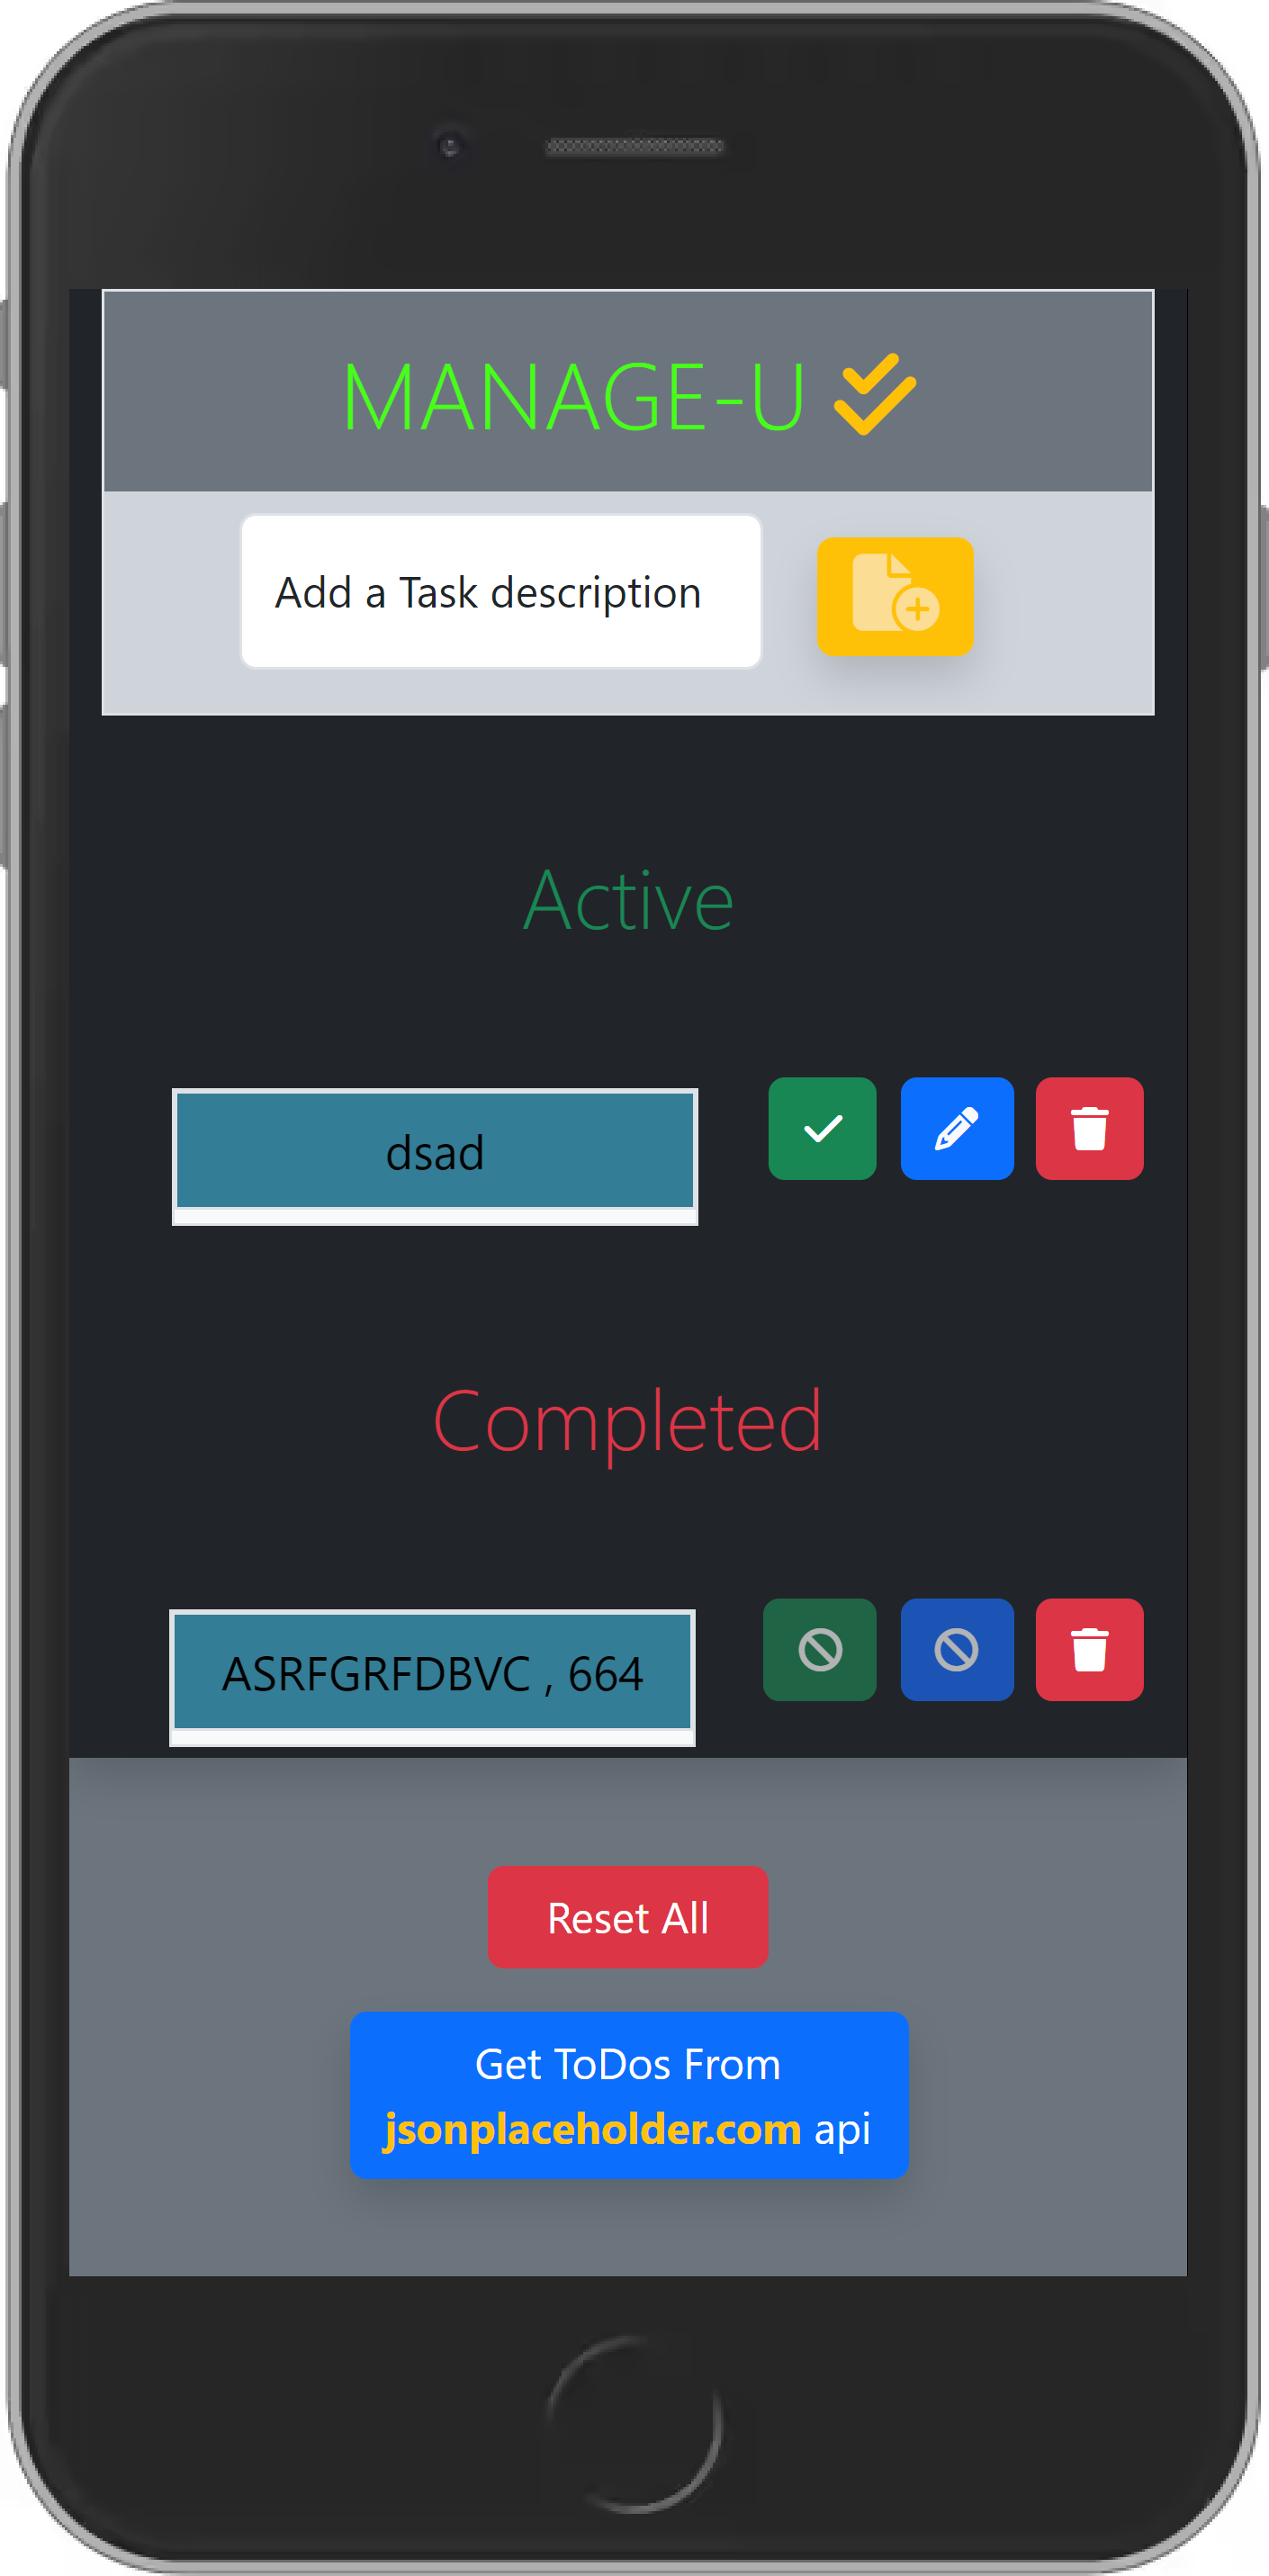 MANAGE-U
Add a Task description
Active
dsad
Completed
ASRFGRFDBVC , 664
Reset All
Get ToDos From
jsonplaceholder.com api